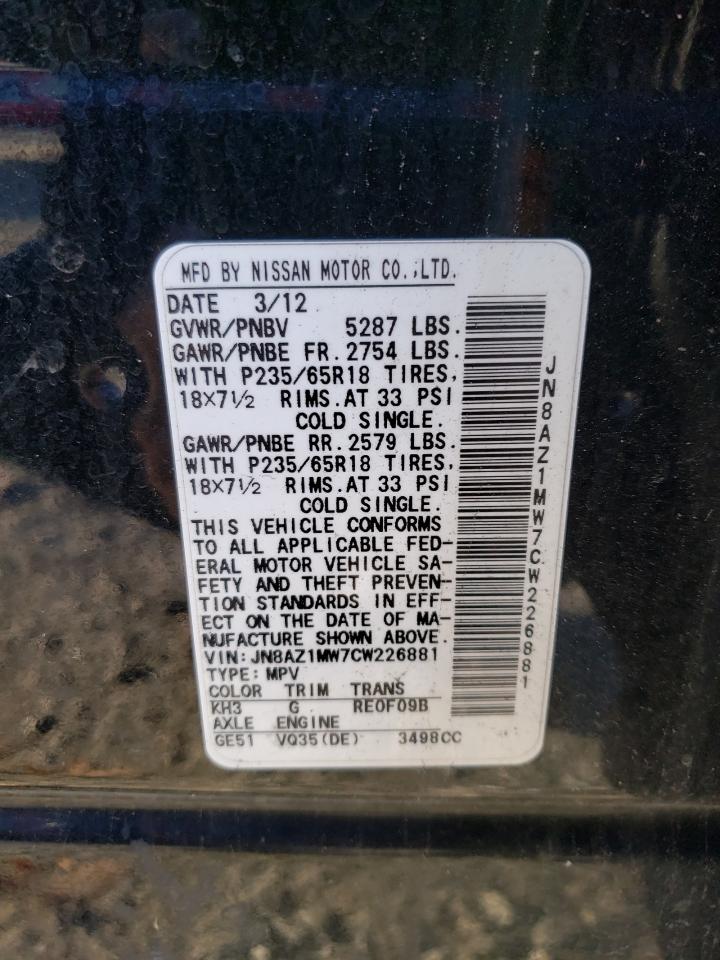 MFD BY NISSAN MOTOR CO.,LTD.
DATE 3/12
GVWR/PNBV 5287 LBS.
GAWR/PNBE FR. 2754 LBS.
WITH P235/65R18 TIRES,
18X7 1/2 RIMS.AT 33 PSI
COLD SINGLE.
GAWR/PNBE RR. 2579 LBS.
WITH P235/65R18 TIRES,
18X7 1/2 RIMS.AT 33 PSI
COLD SINGLE.
THIS VEHICLE CONFORMS
TO ALL APPLICABLE FED-
ERAL MOTOR VEHICLE SA-
FETY AND THEFT PREVEN-
TION STANDARDS IN EFF-
ECT ON THE DATE OF MA-
NUFACTURE SHOWN ABOVE.
VIN:JN8AZ1MW7CW226881
TYPE:MPV
COLOR TRIM TRANS
KH3 G RE0F09B
AXLE ENGINE
GE51 VQ35(DE) 3498CC
JN8AZ1MW7CW226881